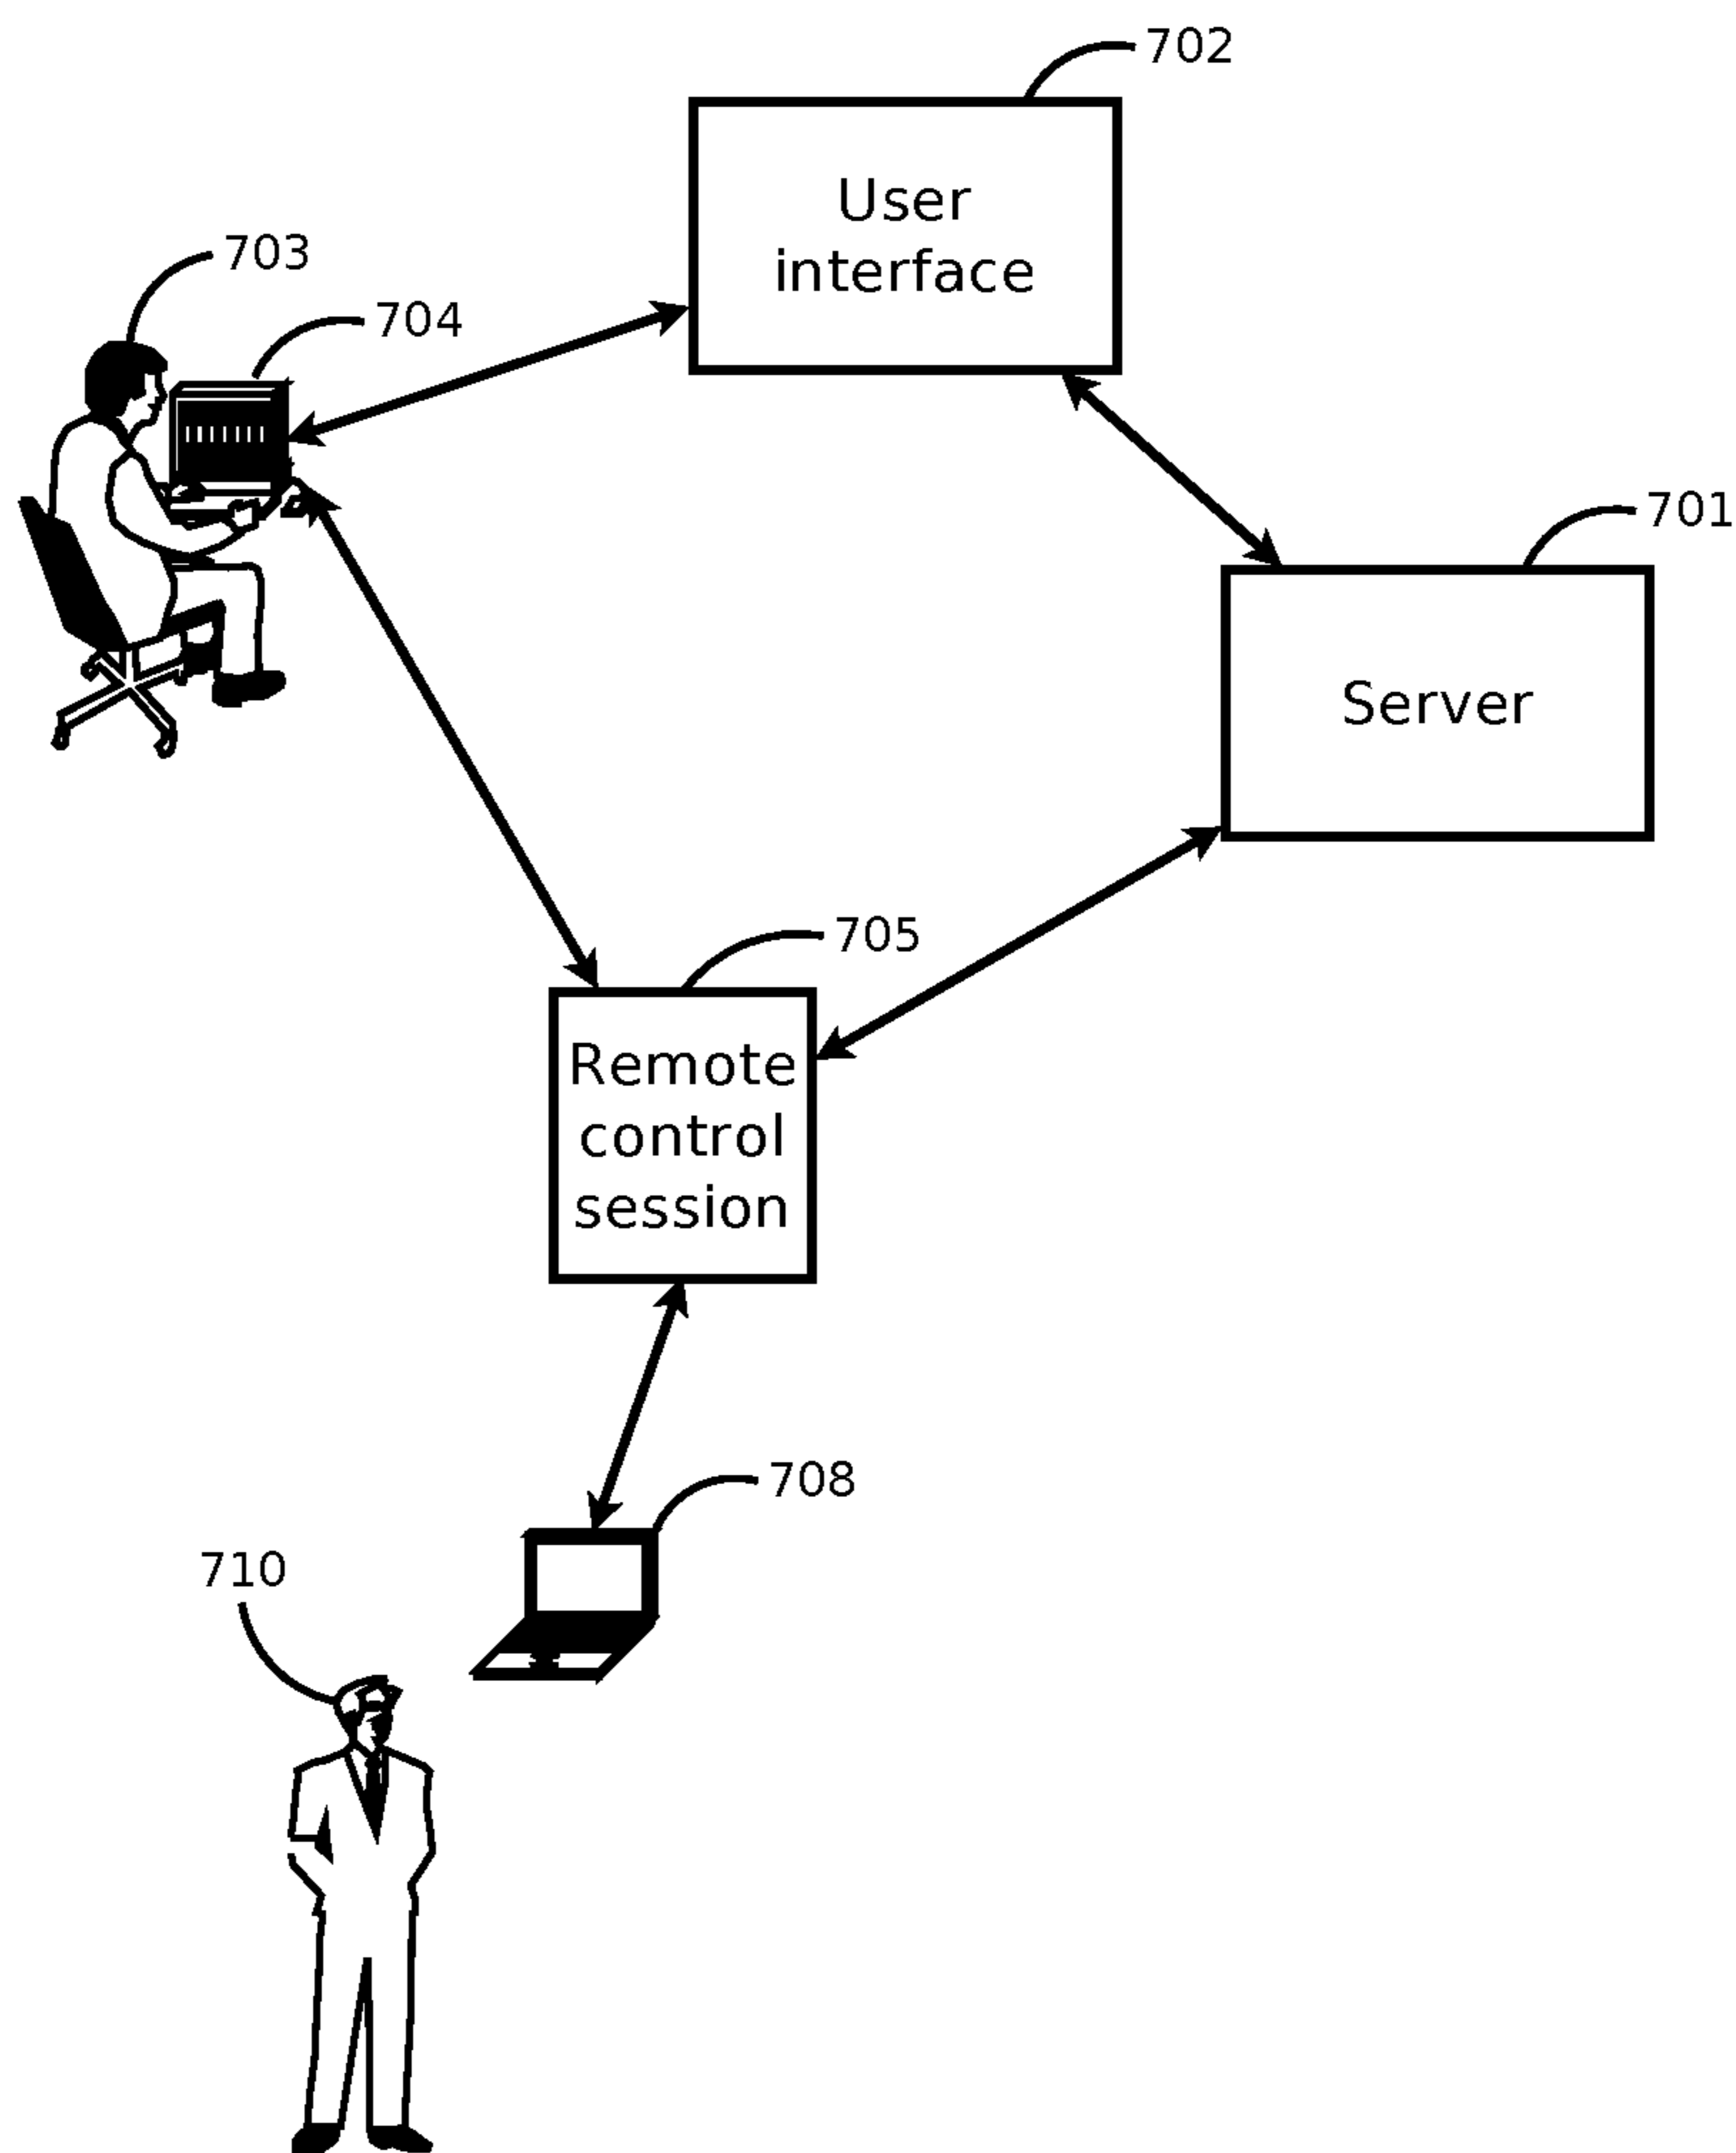 702
User
interface
703
704
701
Server
705
Remote
control
session
708
710